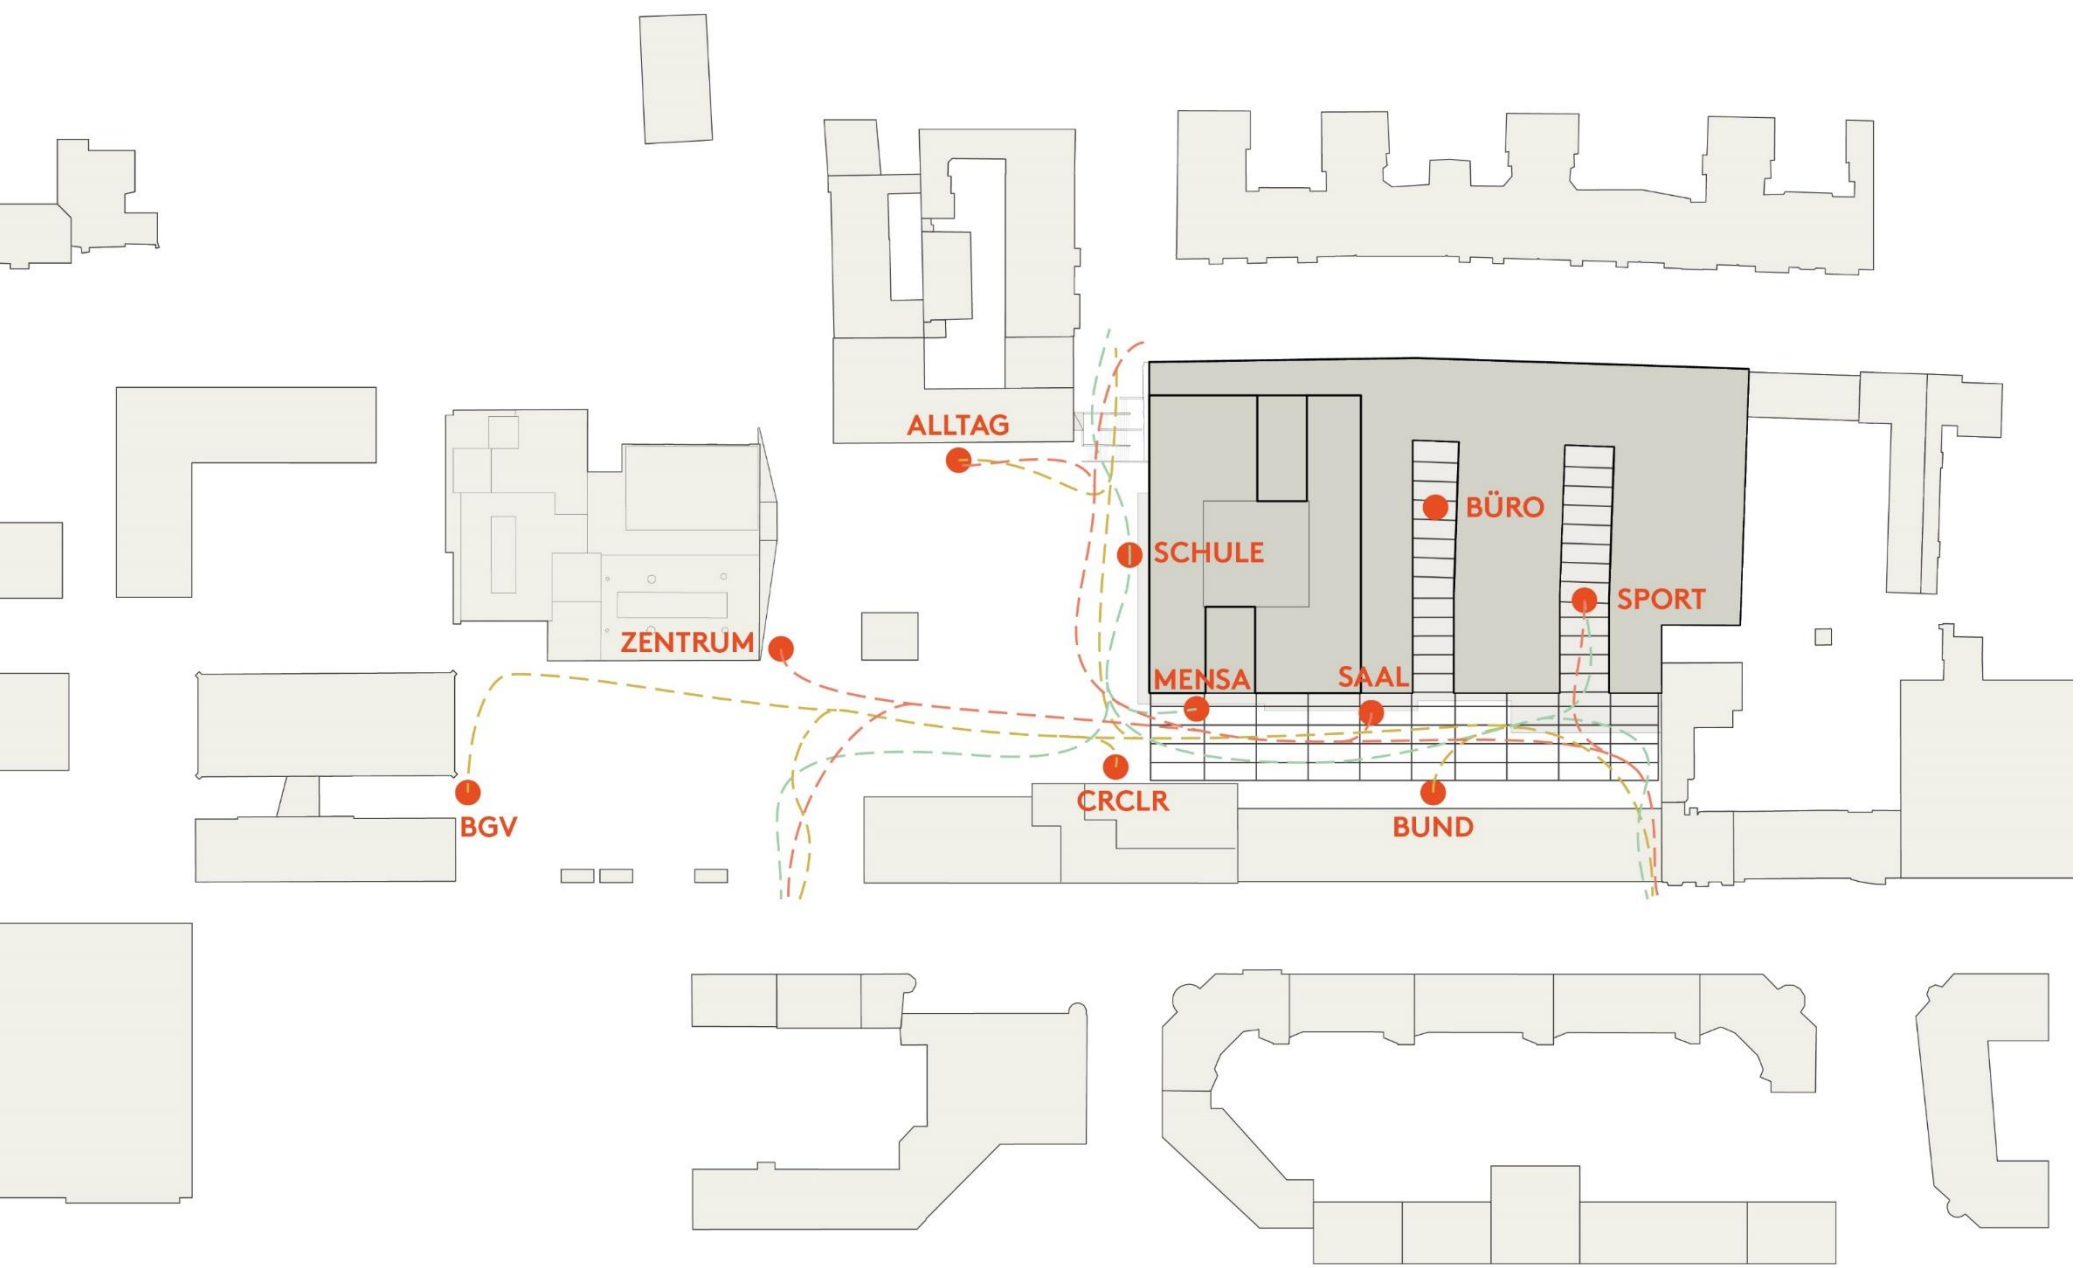 ALLTAG
BÜRO
SCHULE
SPORT
ZENTRUM
MENSA
SAAL
CRCLR
BGV
BUND